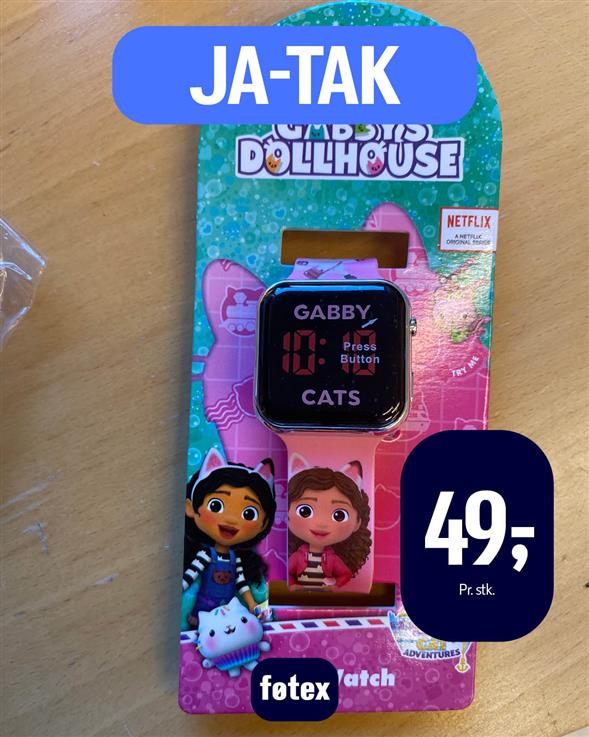 JA-TAK
GABBY'S
DOLLHOUSE
NETFLIX
A NETFLIX
ORIGINAL SERIES
GABBY
10:10
Press
Button
CATS
TRY ME
49,-
Pr. stk.
CAT
ADVENTURES
føtex
Watch